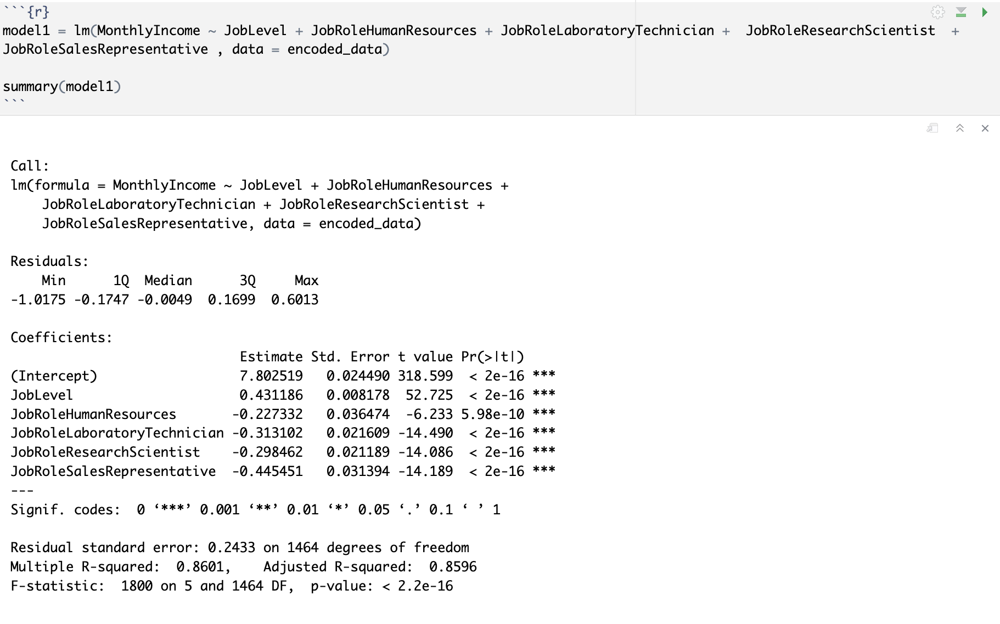 ```{r}
model1 = lm(MonthlyIncome ~ JobLevel + JobRoleHumanResources + JobRoleLaboratoryTechnician +  JobRoleResearchScientist  +
JobRoleSalesRepresentative , data = encoded_data)
summary(model1)
```
Call:
lm(formula = MonthlyIncome ~ JobLevel + JobRoleHumanResources +
    JobRoleLaboratoryTechnician + JobRoleResearchScientist +
    JobRoleSalesRepresentative, data = encoded_data)
Residuals:
    Min      1Q  Median      3Q     Max
-1.0175 -0.1747 -0.0049  0.1699  0.6013
Coefficients:
                             Estimate Std. Error t value Pr(>|t|)
(Intercept)                  7.802519   0.024490 318.599  < 2e-16 ***
JobLevel                     0.431186   0.008178  52.725  < 2e-16 ***
JobRoleHumanResources       -0.227332   0.036474  -6.233 5.98e-10 ***
JobRoleLaboratoryTechnician -0.313102   0.021609 -14.490  < 2e-16 ***
JobRoleResearchScientist    -0.298462   0.021189 -14.086  < 2e-16 ***
JobRoleSalesRepresentative  -0.445451   0.031394 -14.189  < 2e-16 ***
---
Signif. codes:  0 ‘***’ 0.001 ‘**’ 0.01 ‘*’ 0.05 ‘.’ 0.1 ‘ ’ 1
Residual standard error: 0.2433 on 1464 degrees of freedom
Multiple R-squared:  0.8601,    Adjusted R-squared:  0.8596
F-statistic:  1800 on 5 and 1464 DF,  p-value: < 2.2e-16